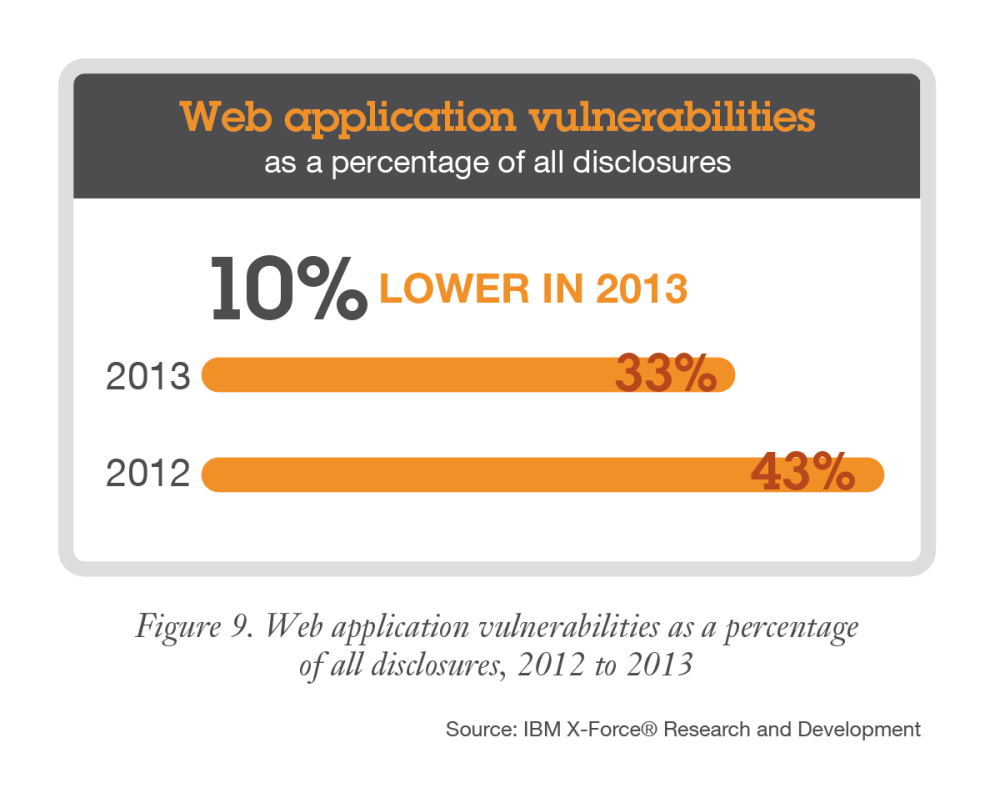 Web application vulnerabilities
as a percentage of all disclosures
10% LOWER IN 2013
2013 33%
2012 43%
Figure 9. Web application vulnerabilities as a percentage
of all disclosures, 2012 to 2013
Source: IBM X-Force® Research and Development